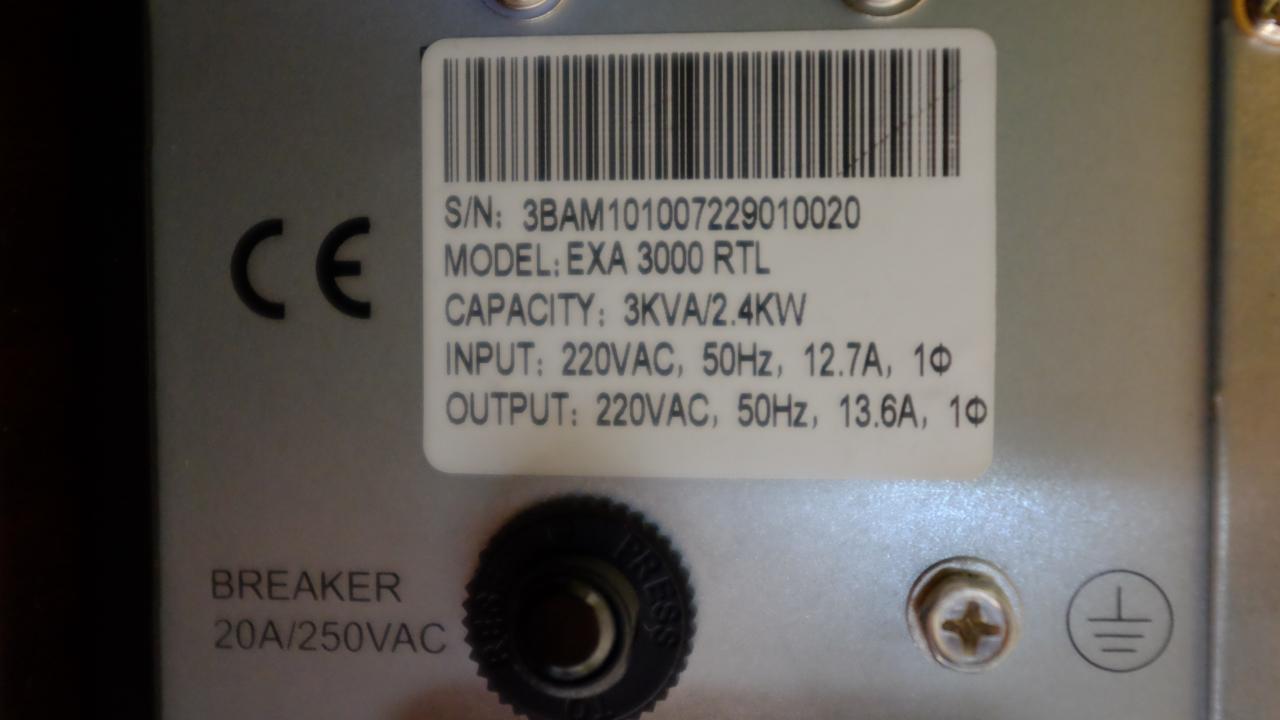 S/N: 3BAM101007229010020
MODEL: EXA 3000 RTL
CAPACITY: 3KVA/2.4KW
INPUT: 220VAC, 50Hz, 12.7A, 1Φ
OUTPUT: 220VAC, 50Hz, 13.6A, 1Φ
CE
BREAKER
20A/250VAC
PRESS
TO